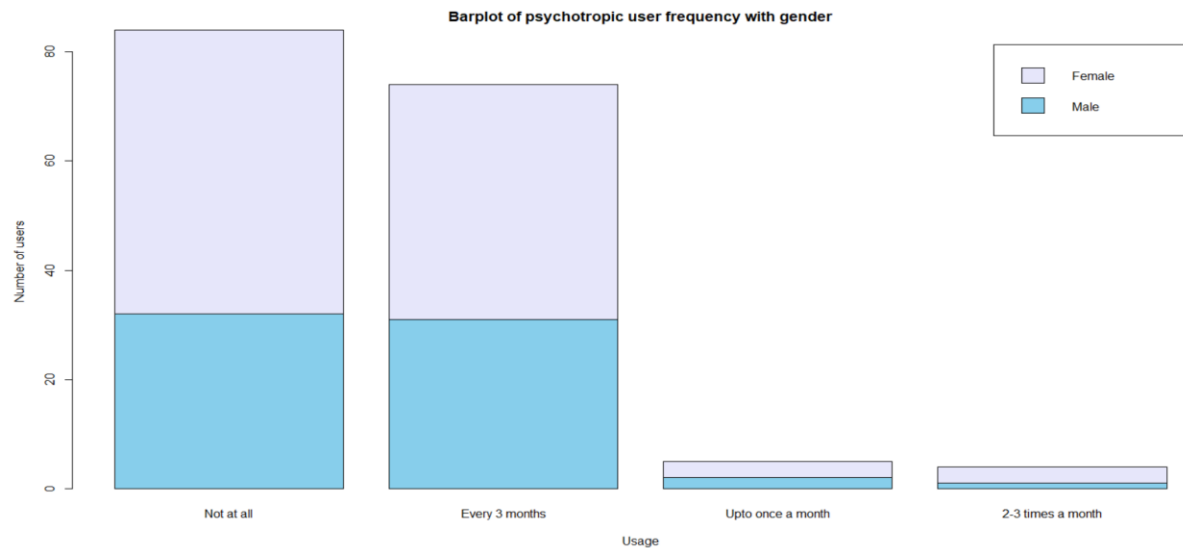 Barplot of psychotropic user frequency with gender
Female
Male
Number of users
80
60
40
20
0
Not at all
Every 3 months
Upto once a month
2-3 times a month
Usage